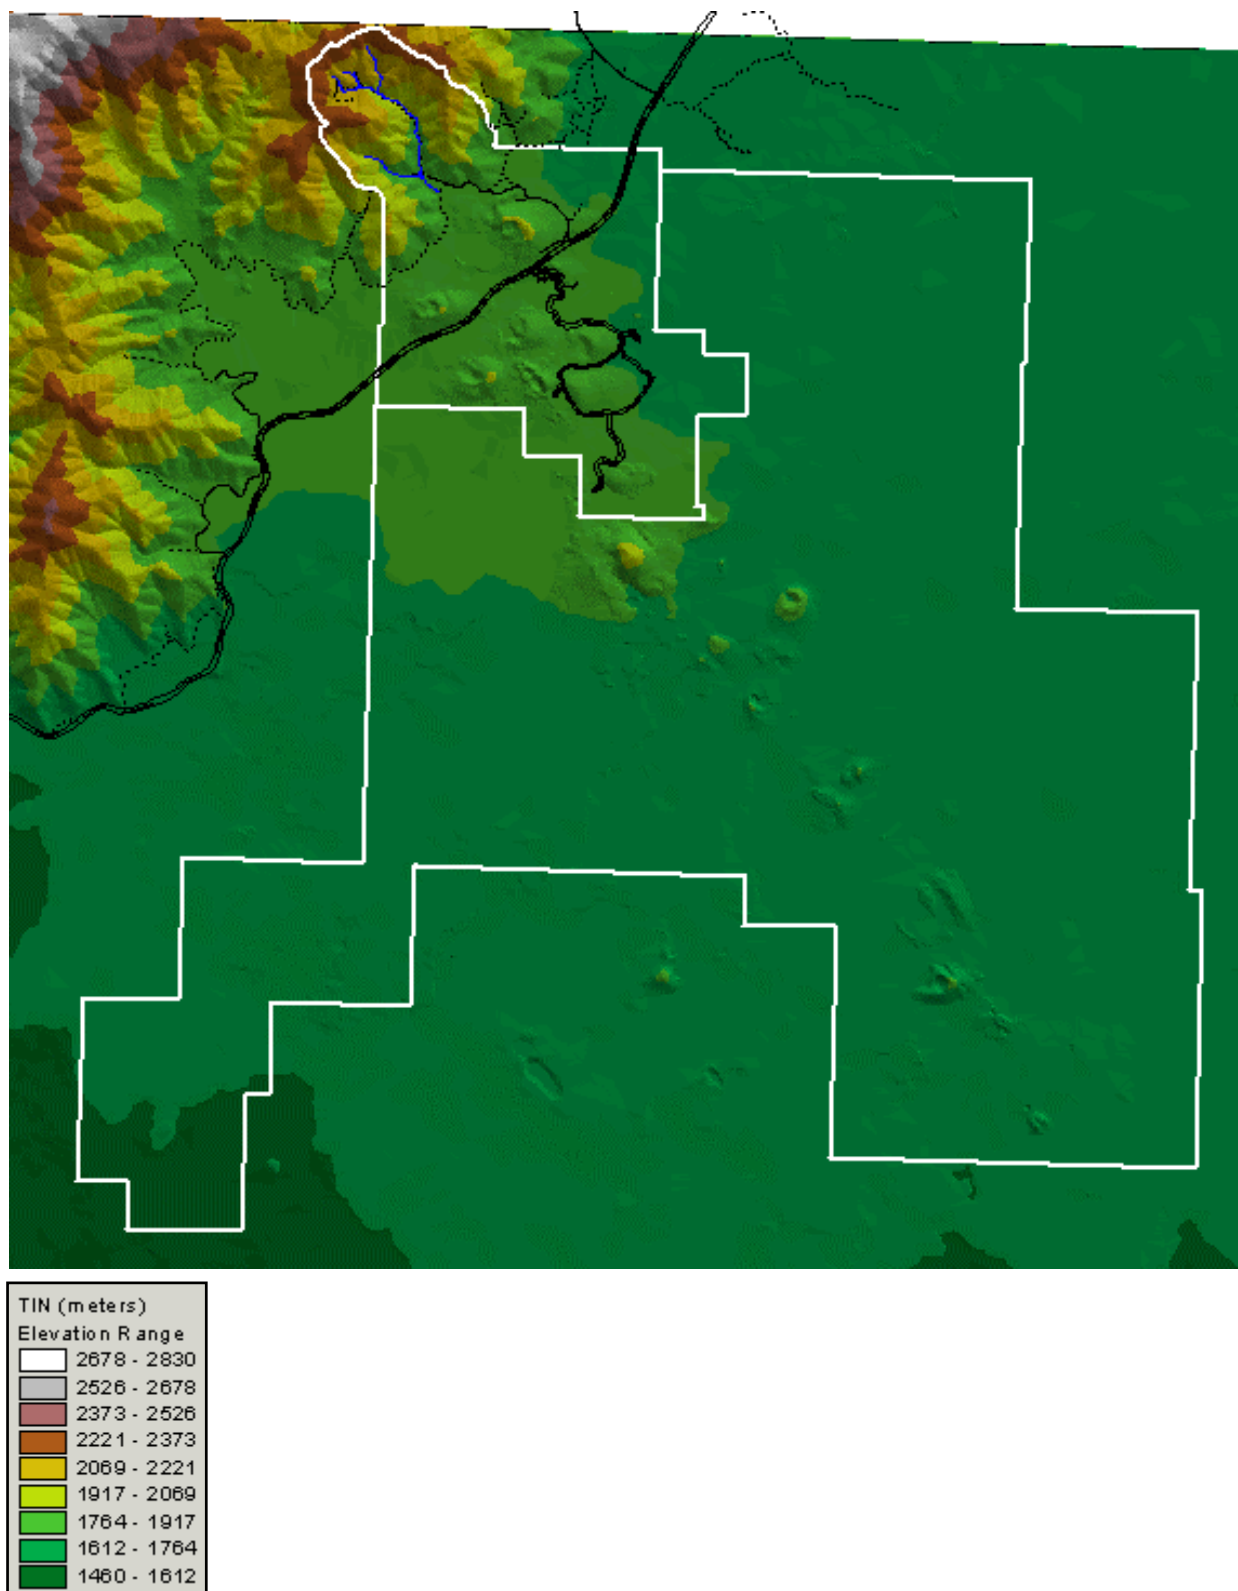 TIN (meters)
Elevation Range
2678 - 2830
2526 - 2678
2373 - 2526
2221 - 2373
2069 - 2221
1917 - 2069
1764 - 1917
1612 - 1764
1460 - 1612